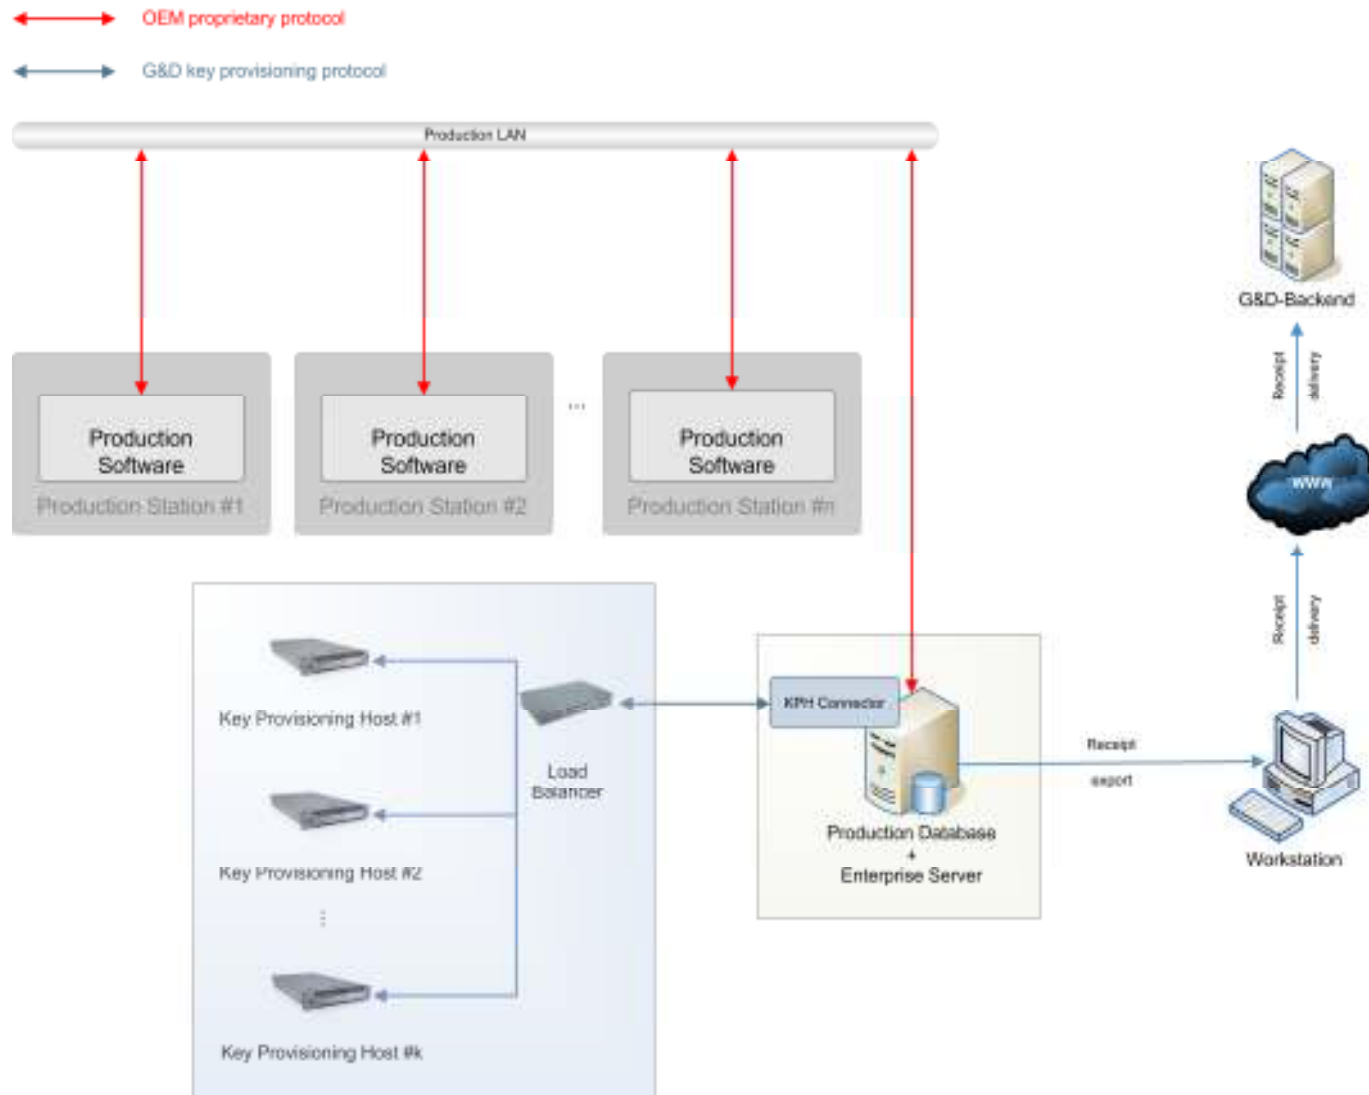 OEM proprietary protocol
G&D key provisioning protocol
Production LAN
G&D-Backend
Receipt
delivery
Production
Software
Production Station #1
Production
Software
Production Station #2
...
Production
Software
Production Station #n
www
Receipt
delivery
Key Provisioning Host #1
Load
Balancer
Key Provisioning Host #2
...
Key Provisioning Host #k
KPH Connector
Production Database
+
Enterprise Server
Receipt
export
Workstation